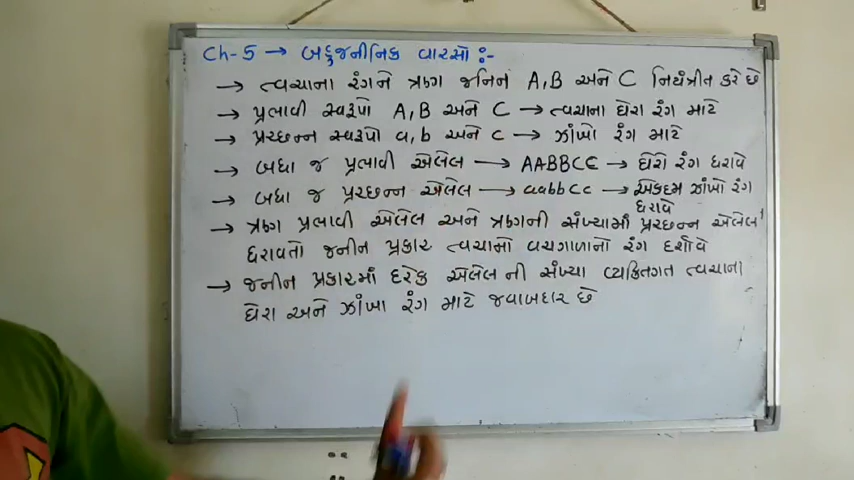 Ch-5 → બહુજનીનિક વારસો :-
→ ત્વચાના રંગને ત્રણ જનિન A,B અને C નિયંત્રીત કરે છે
→ પ્રભાવી સ્વરૂપો A,B અને C → ત્વચાના ઘેરા રંગ માટે
→ પ્રચ્છન્ન સ્વરૂપો a,b અને c → ઝાંખો રંગ માટે
→ બધા જ પ્રભાવી એલેલ → AABBCC → ઘેરો રંગ ધરાવે
→ બધા જ પ્રચ્છન્ન એલેલ → aabbcc → એકદમ ઝાંખો રંગ
ધરાવે
→ ત્રણ પ્રભાવી એલેલ અને ત્રણની સંખ્યામાં પ્રચ્છન્ન એલેલ
ધરાવતો જનીન પ્રકાર ત્વચામાં વચગાળાનો રંગ દર્શાવે
→ જનીન પ્રકારમાં દરેક એલેલ ની સંખ્યા વ્યક્તિગત ત્વચાના
ઘેરા અને ઝાંખા રંગ માટે જવાબદાર છે